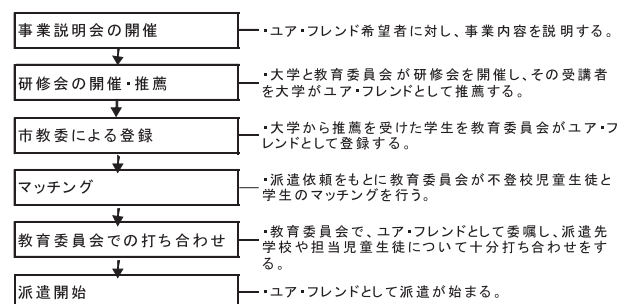 事業説明会の開催
・ユア・フレンド希望者に対し、事業内容を説明する。
研修会の開催・推薦
・大学と教育委員会が研修会を開催し、その受講者
を大学がユア・フレンドとして推薦する。
市教委による登録
・大学から推薦を受けた学生を教育委員会がユア・フ
レンドとして登録する。
マッチング
・派遣依頼をもとに教育委員会が不登校児童生徒と
学生のマッチングを行う。
教育委員会での打ち合わせ
・教育委員会で、ユア・フレンドとして委嘱し、派遣先
学校や担当児童生徒について十分打ち合わせをす
る。
派遣開始
・ユア・フレンドとして派遣が始まる。